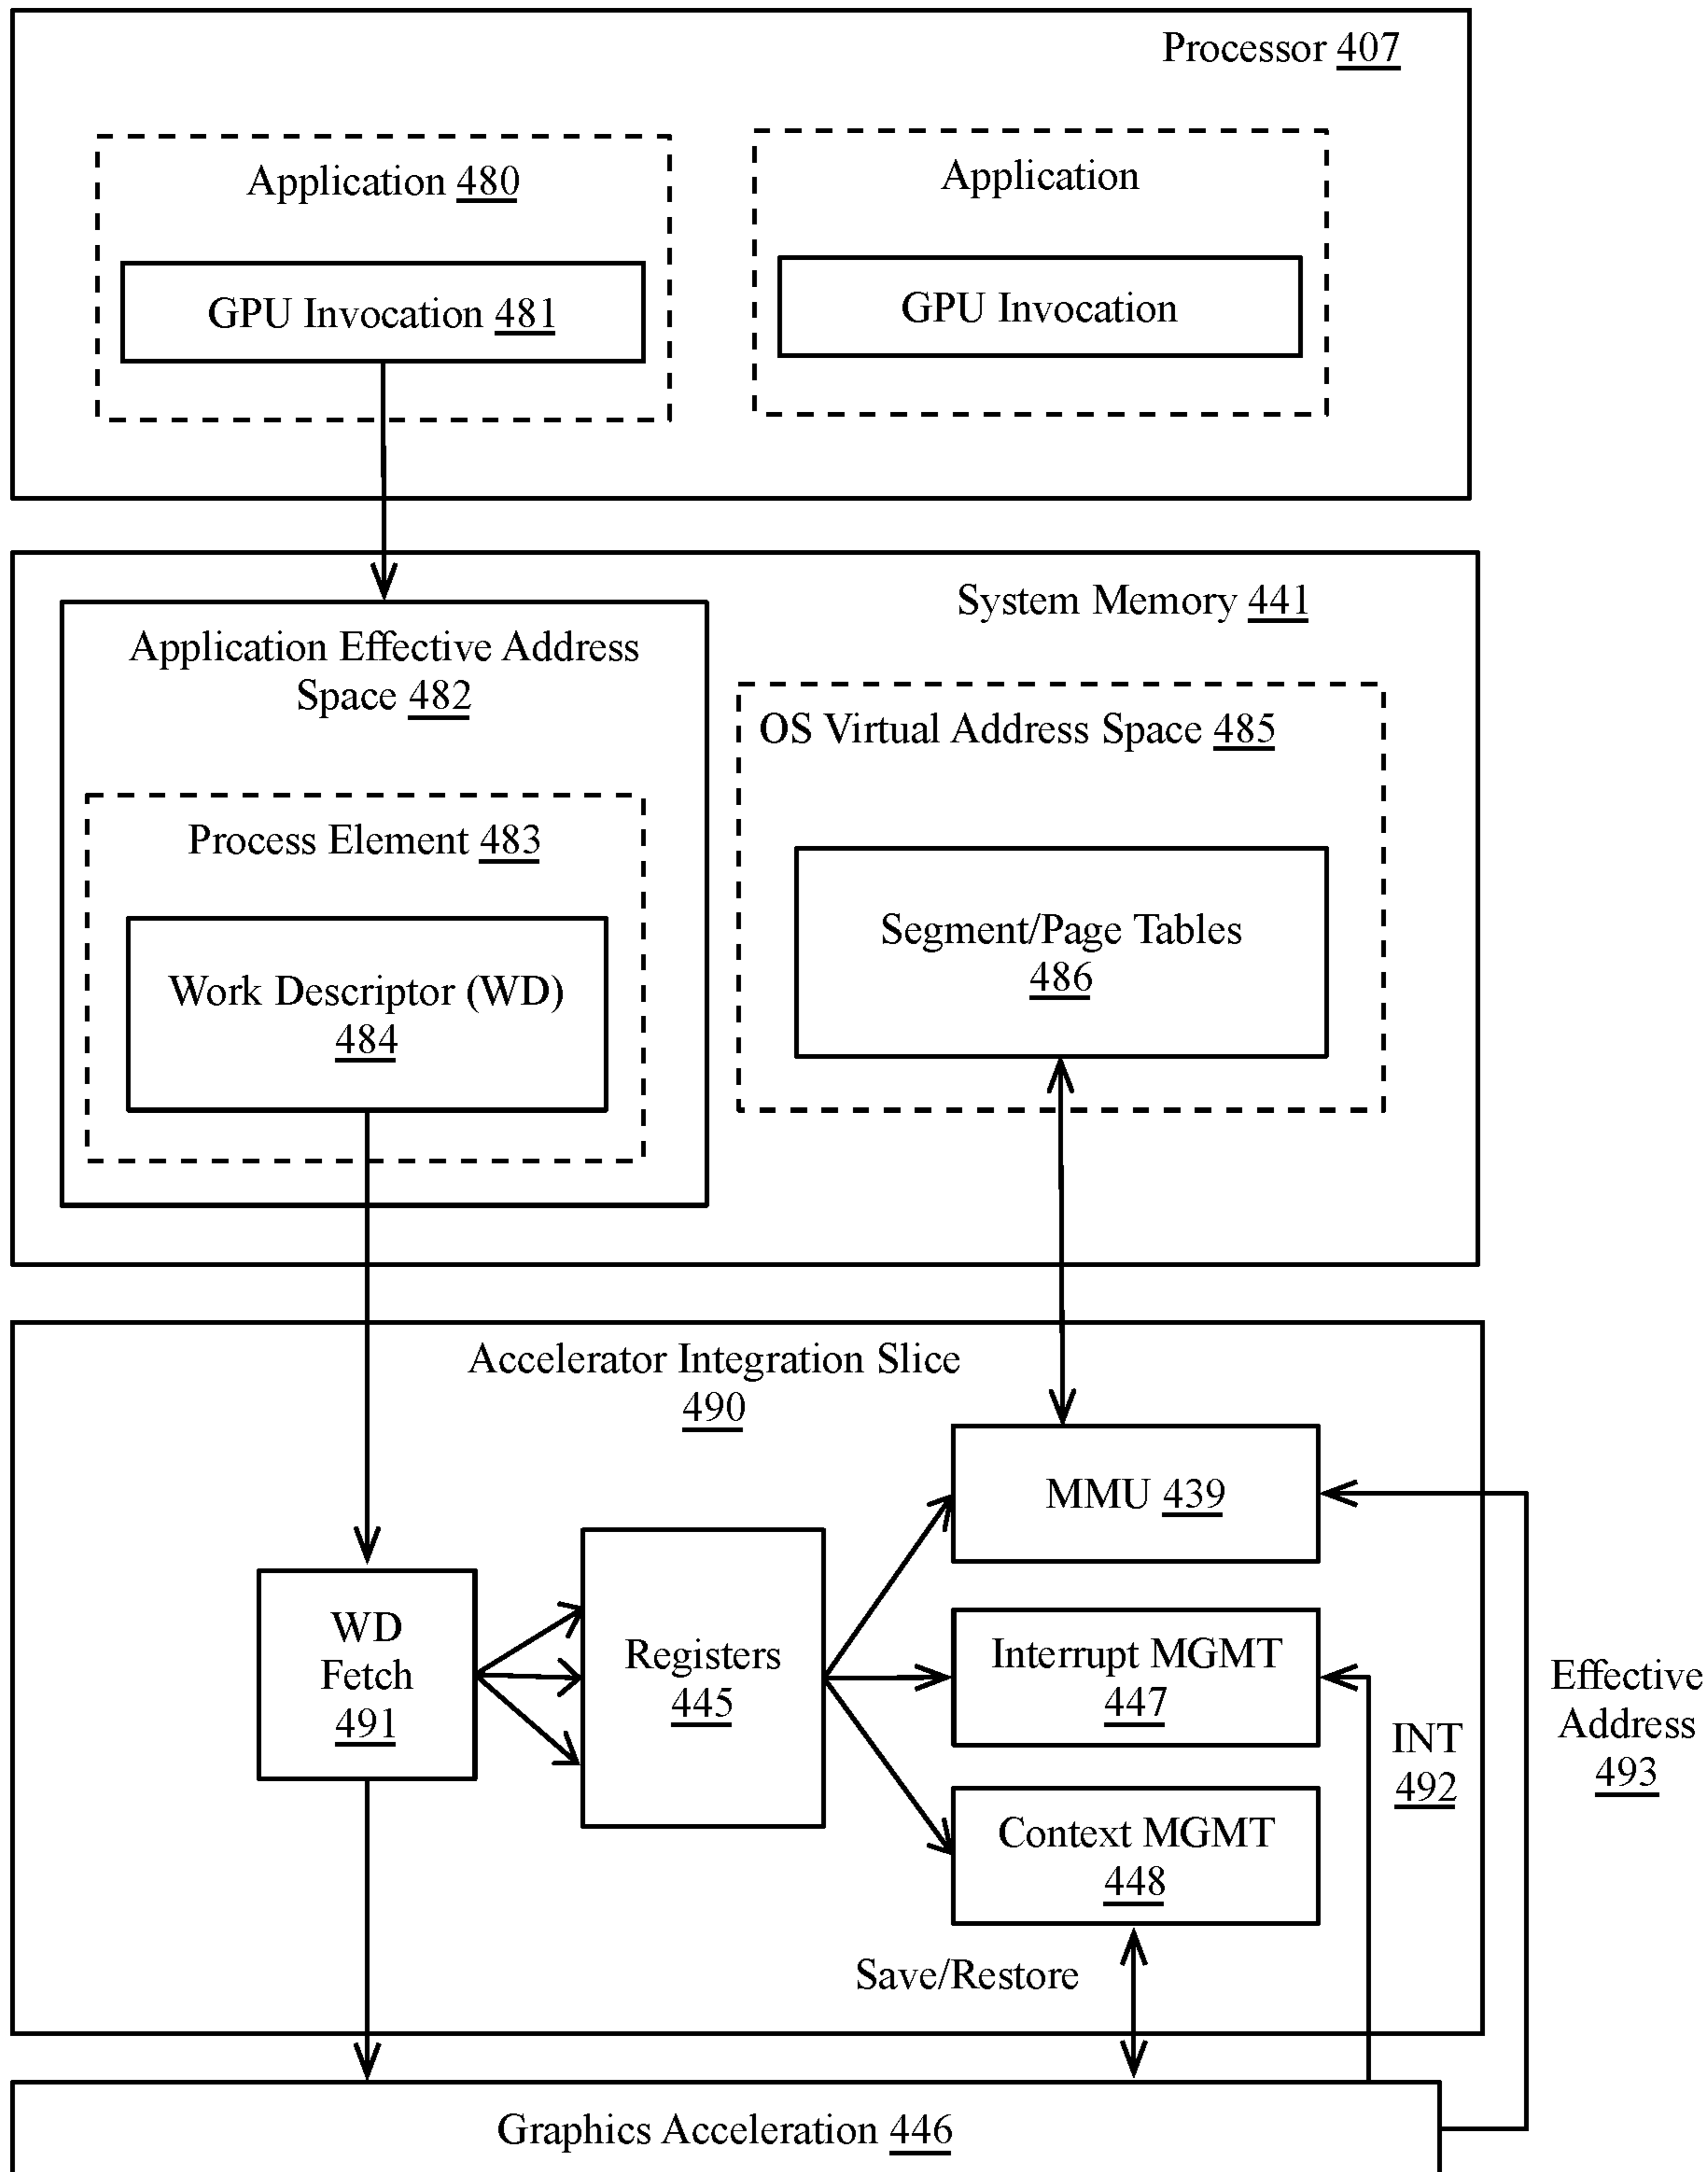 Processor 407
Application 480
Application
GPU Invocation 481
GPU Invocation
System Memory 441
Application Effective Address
Space 482
OS Virtual Address Space 485
Process Element 483
Segment/Page Tables
486
Work Descriptor (WD)
484
Accelerator Integration Slice
490
MMU 439
WD
Fetch
491
Registers
445
Interrupt MGMT
447
Effective
Address
493
INT
492
Context MGMT
448
Save/Restore
Graphics Acceleration 446